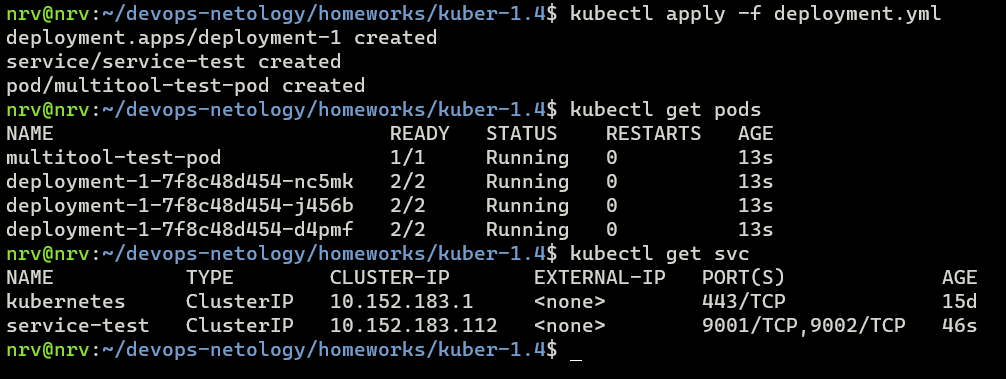 nrv@nrv:~/devops-netology/homeworks/kuber-1.4$ kubectl apply -f deployment.yml
deployment.apps/deployment-1 created
service/service-test created
pod/multitool-test-pod created
nrv@nrv:~/devops-netology/homeworks/kuber-1.4$ kubectl get pods
NAME                            READY   STATUS    RESTARTS   AGE
multitool-test-pod              1/1     Running   0          13s
deployment-1-7f8c48d454-nc5mk   2/2     Running   0          13s
deployment-1-7f8c48d454-j456b   2/2     Running   0          13s
deployment-1-7f8c48d454-d4pmf   2/2     Running   0          13s
nrv@nrv:~/devops-netology/homeworks/kuber-1.4$ kubectl get svc
NAME           TYPE        CLUSTER-IP       EXTERNAL-IP   PORT(S)             AGE
kubernetes     ClusterIP   10.152.183.1     <none>        443/TCP             15d
service-test   ClusterIP   10.152.183.112   <none>        9001/TCP,9002/TCP   46s
nrv@nrv:~/devops-netology/homeworks/kuber-1.4$ _